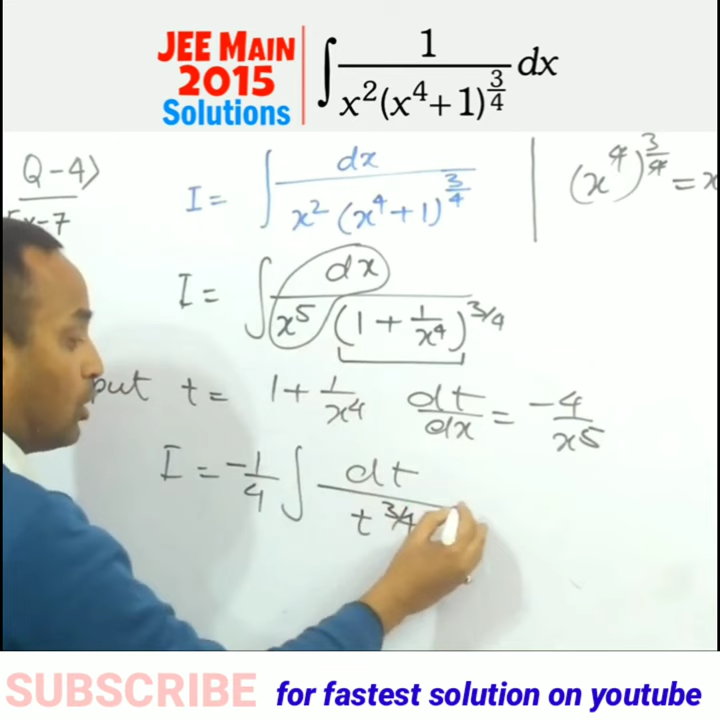 JEE MAIN
2015
Solutions
∫ 1 / x²(x⁴+1)^(3/4) dx
Q-4)
I = ∫ dx / x² (x⁴+1)^(3/4)
(x⁴)^(3/4) = x
I = ∫ dx / x⁵ (1 + 1/x⁴)^(3/4)
put t = 1 + 1/x⁴ dt/dx = -4/x⁵
I = -1/4 ∫ dt / t^(3/4)
SUBSCRIBE for fastest solution on youtube